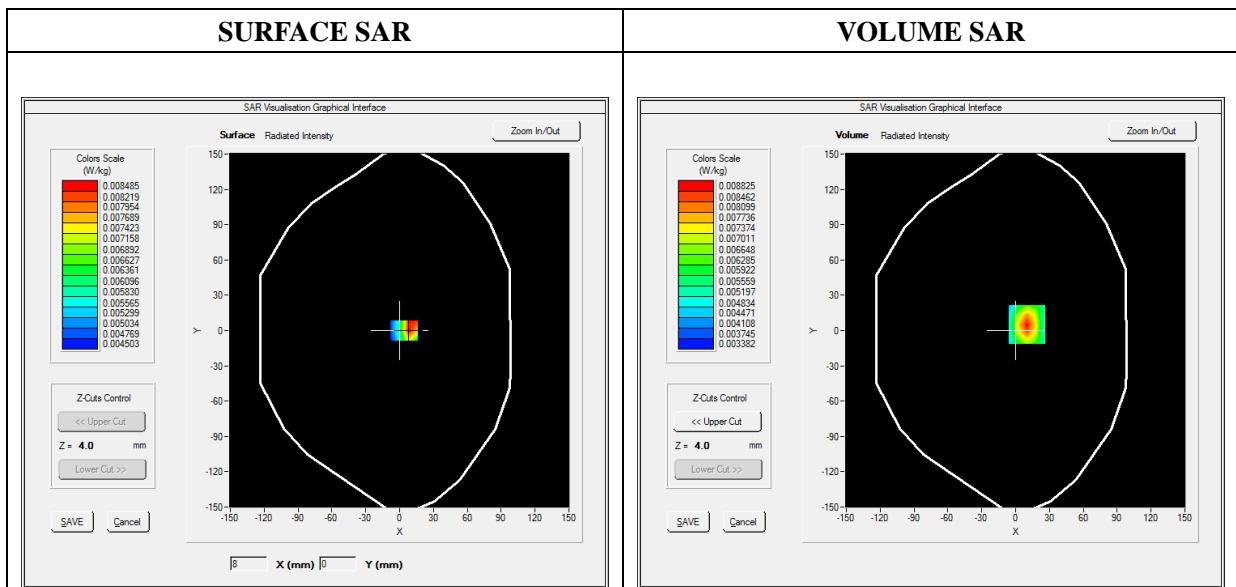 SURFACE SAR
VOLUME SAR
SAR Visualisation Graphical Interface
Surface Radiated Intensity
Zoom In/Out
Colors Scale
(W/kg)
0.008485
0.008219
0.007954
0.007689
0.007423
0.007158
0.006892
0.006627
0.006361
0.006096
0.005830
0.005565
0.005299
0.005034
0.004769
0.004503
Z-Cuts Control
<< Upper Cut
Z = 4.0 mm
Lower Cut >>
SAVE Cancel
150
120
90
60
30
0
-30
-60
-90
-120
-150
Y
-150 -120 -90 -60 -30 0 30 60 90 120 150
X
8 X (mm) 0 Y (mm)
SAR Visualisation Graphical Interface
Volume Radiated Intensity
Zoom In/Out
Colors Scale
(W/kg)
0.008825
0.008462
0.008099
0.007736
0.007374
0.007011
0.006648
0.006285
0.005922
0.005559
0.005197
0.004834
0.004471
0.004108
0.003745
0.003382
Z-Cuts Control
<< Upper Cut
Z = 4.0 mm
Lower Cut >>
SAVE Cancel
150
120
90
60
30
0
-30
-60
-90
-120
-150
Y
-150 -120 -90 -60 -30 0 30 60 90 120 150
X